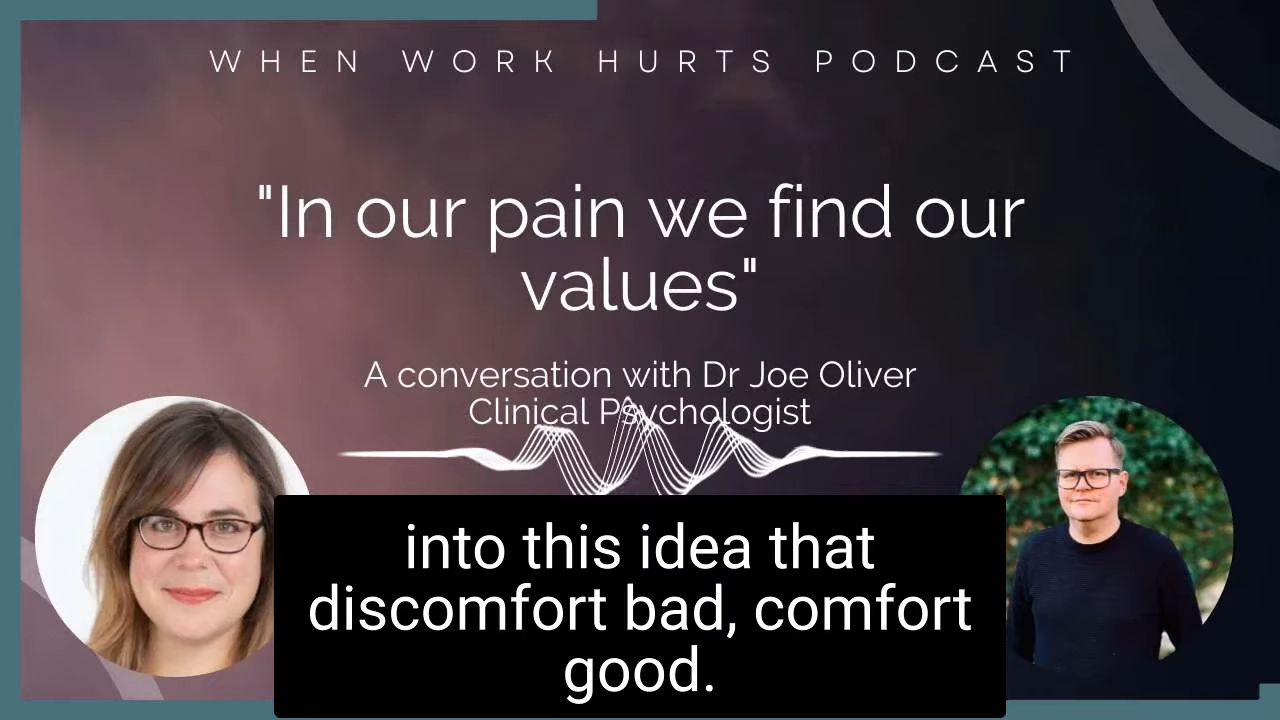 WHEN WORK HURTS PODCAST
"In our pain we find our
values"
A conversation with Dr Joe Oliver
Clinical Psychologist
into this idea that
discomfort bad, comfort
good.